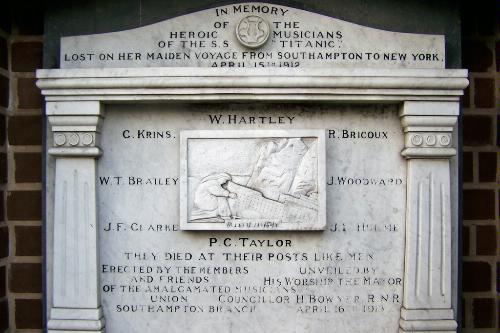 IN MEMORY
OF THE
HEROIC MUSICIANS
OF THE S.S "TITANIC".
LOST ON HER MAIDEN VOYAGE FROM SOUTHAMPTON TO NEW YORK.
APRIL 15TH 1912.
W. HARTLEY
C. KRINS. R. BRICOUX.
W. T. BRAILEY J. WOODWARD
J. F. CLARKE J. L. HULME
P. C. TAYLOR
THEY DIED AT THEIR POSTS LIKE MEN
ERECTED BY THE MEMBERS UNVEILED BY
AND FRIENDS HIS WORSHIP THE MAYOR
OF THE AMALGAMATED MUSICIANS
UNION COUNCILLOR H BOWYER R.N.R
SOUTHAMPTON BRANCH APRIL 19 1913